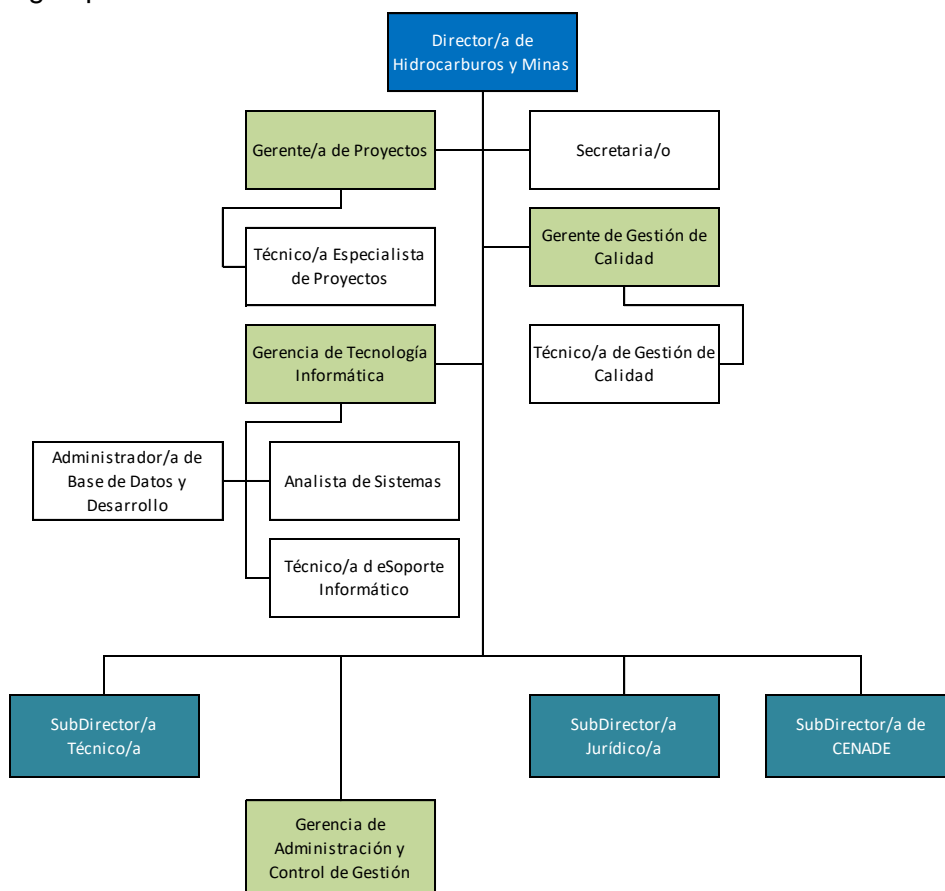 Director/a de
Hidrocarburos y Minas
Gerente/a de Proyectos
Secretaria/o
Técnico/a Especialista
de Proyectos
Gerente de Gestión de
Calidad
Gerencia de Tecnología
Informática
Técnico/a de Gestión de
Calidad
Administrador/a de
Base de Datos y
Desarrollo
Analista de Sistemas
Técnico/a d eSoporte
Informático
SubDirector/a
Técnico/a
SubDirector/a
Jurídico/a
SubDirector/a de
CENADE
Gerencia de
Administración y
Control de Gestión